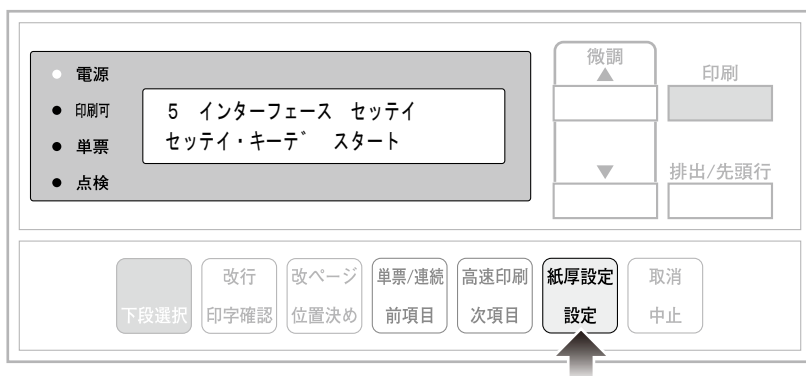 電源
印刷可
単票
点検
5 インターフェース セッテイ
セッテイ・キーデ゛ スタート
微調
▲
▼
印刷
排出/先頭行
下段選択
改行
印字確認
改ページ
位置決め
単票/連続
前項目
高速印刷
次項目
紙厚設定
設定
取消
中止